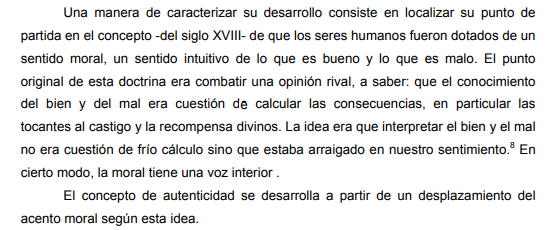 Una manera de caracterizar su desarrollo consiste en localizar su punto de
partida en el concepto -del siglo XVIII- de que los seres humanos fueron dotados de un
sentido moral, un sentido intuitivo de lo que es bueno y lo que es malo. El punto
original de esta doctrina era combatir una opinión rival, a saber: que el conocimiento
del bien y del mal era cuestión de calcular las consecuencias, en particular las
tocantes al castigo y la recompensa divinos. La idea era que interpretar el bien y el mal
no era cuestión de frío cálculo sino que estaba arraigado en nuestro sentimiento.⁸ En
cierto modo, la moral tiene una voz interior .
El concepto de autenticidad se desarrolla a partir de un desplazamiento del
acento moral según esta idea.